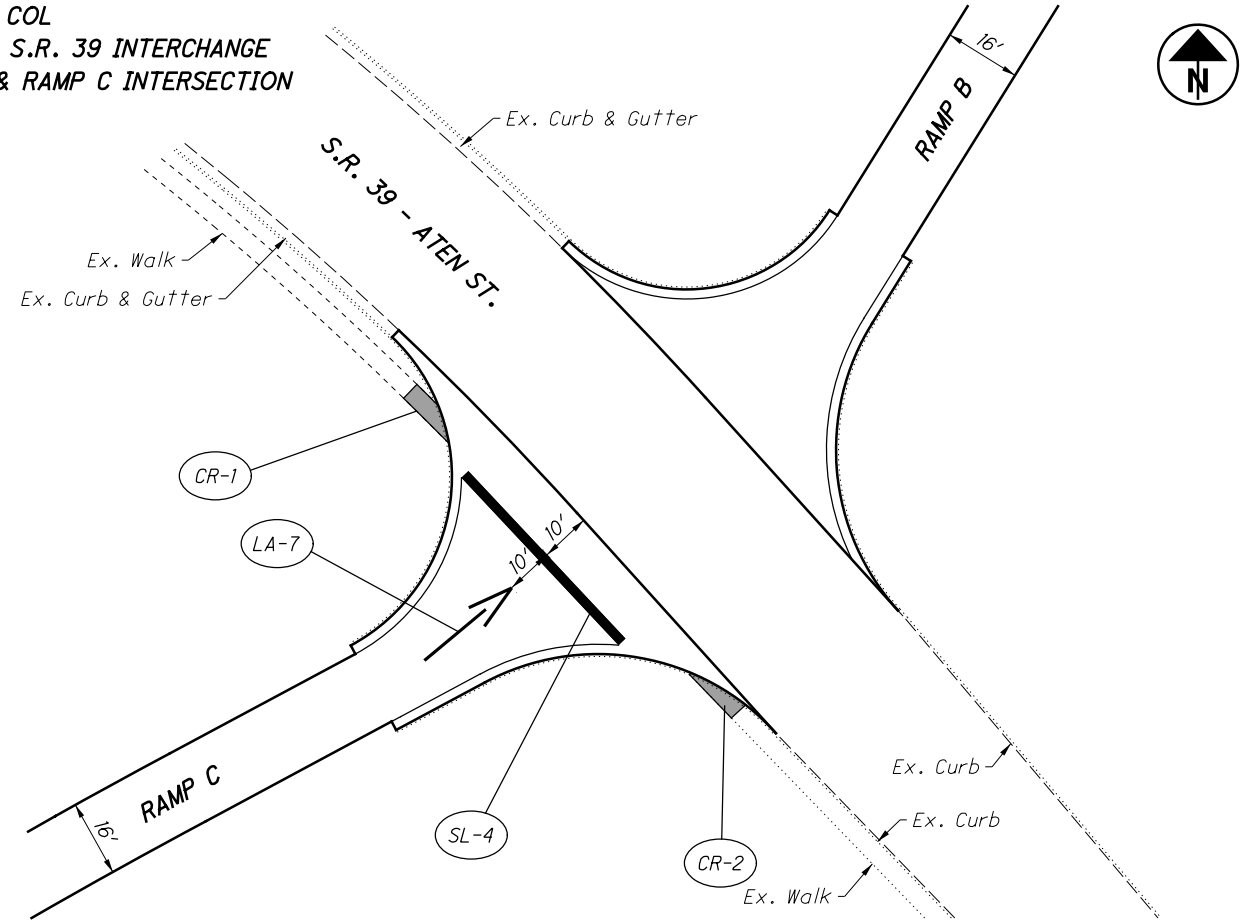 COL
S.R. 39 INTERCHANGE
& RAMP C INTERSECTION
16'
N
RAMP B
Ex. Curb & Gutter
S.R. 39 - ATEN ST.
Ex. Walk
Ex. Curb & Gutter
CR-1
LA-7
10'
10'
RAMP C
16'
SL-4
CR-2
Ex. Curb
Ex. Curb
Ex. Walk